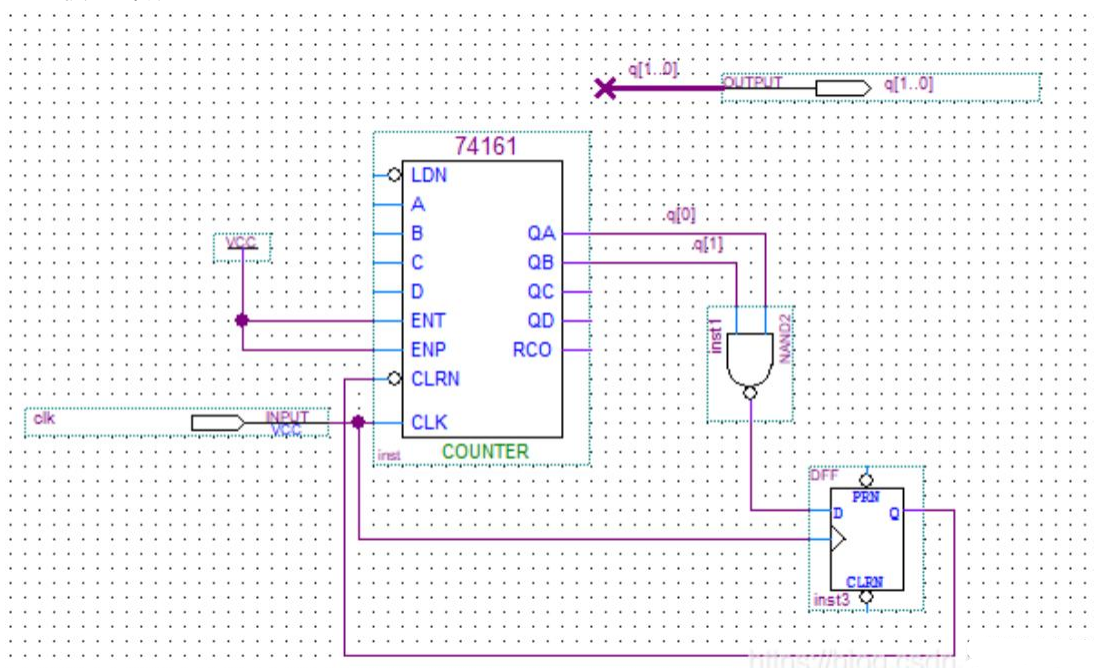 q[1..0]
OUTPUT
q[1..0]
74161
LDN
A
B
C
D
ENT
ENP
CLRN
CLK
QA
QB
QC
QD
RCO
q[0]
q[1]
VCC
inst1
NAND2
clk
INPUT
VCC
inst
COUNTER
DFF
PRN
D
Q
CLRN
inst3